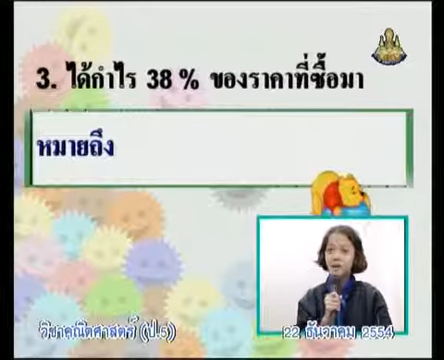 3. ได้กำไร 38 % ของราคาที่ซื้อมา
หมายถึง
วิชาคณิตศาสตร์ (ป.5)
22 ธันวาคม 2554